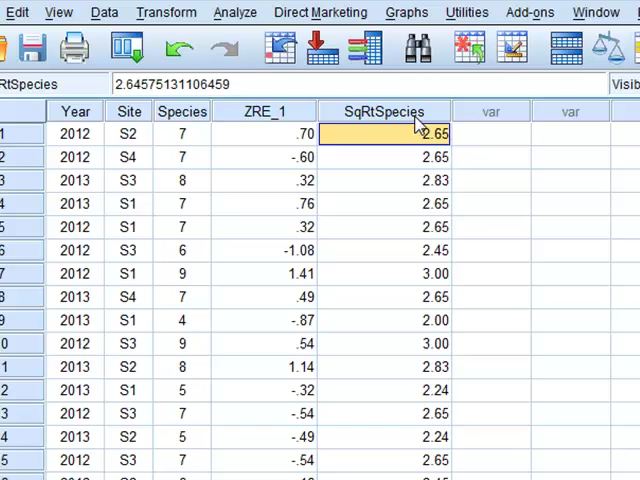 Edit View Data Transform Analyze Direct Marketing Graphs Utilities Add-ons Window
RtSpecies 2.64575131106459 Visib
Year Site Species ZRE_1 SqRtSpecies var var
1 2012 S2 7 .70 2.65
2 2012 S4 7 -.60 2.65
3 2013 S3 8 .32 2.83
4 2013 S1 7 .76 2.65
5 2012 S1 7 .32 2.65
6 2012 S3 6 -1.08 2.45
7 2012 S1 9 1.41 3.00
8 2013 S4 7 .49 2.65
9 2013 S1 4 -.87 2.00
0 2012 S3 9 .54 3.00
1 2013 S2 8 1.14 2.83
2 2013 S1 5 -.32 2.24
3 2012 S3 7 -.54 2.65
4 2013 S2 5 -.49 2.24
5 2012 S3 7 -.54 2.65